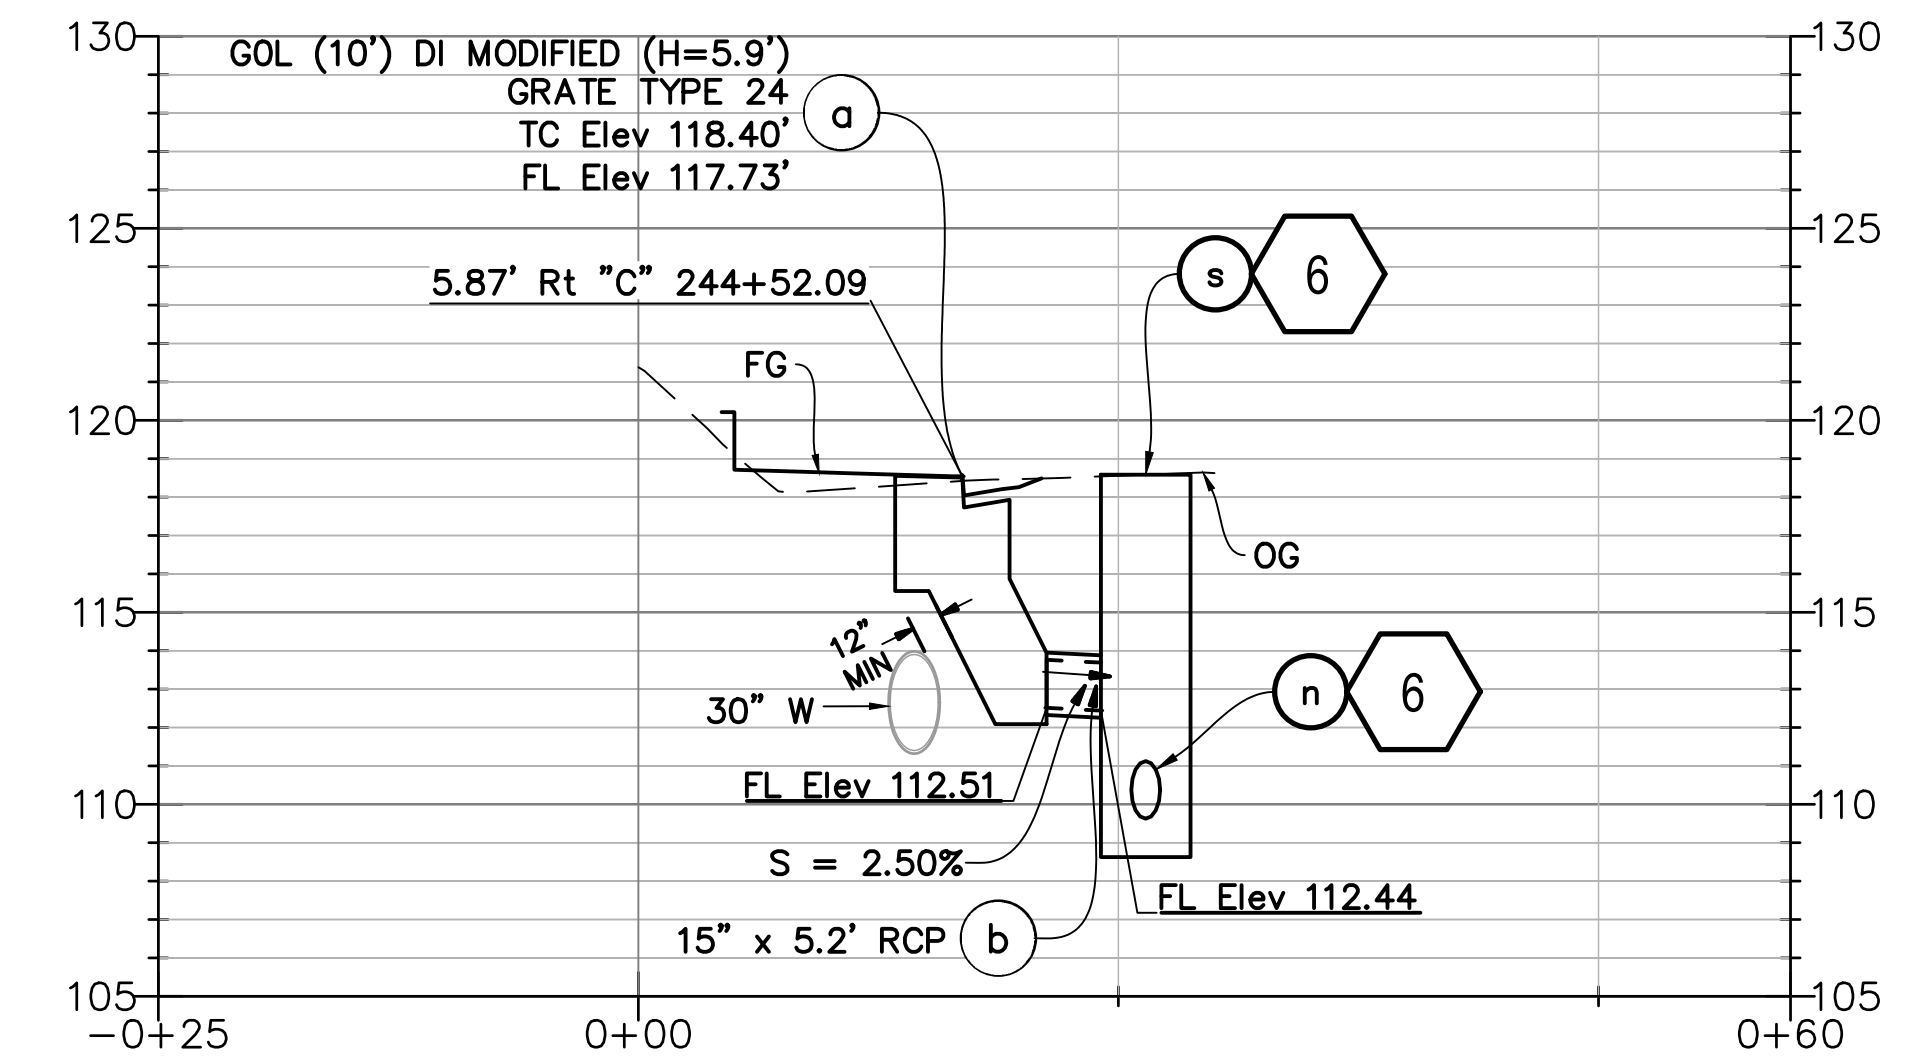 130
GOL (10') DI MODIFIED (H=5.9')
130
GRATE TYPE 24
a
TC Elev 118.40'
FL Elev 117.73'
125
125
5.87' Rt "C" 244+52.09
s
6
FG
120
120
OG
115
115
12"
MIN
30" W
n
6
FL Elev 112.51
110
110
S = 2.50%
FL Elev 112.44
15" x 5.2' RCP
b
105
105
-0+25
0+00
0+60